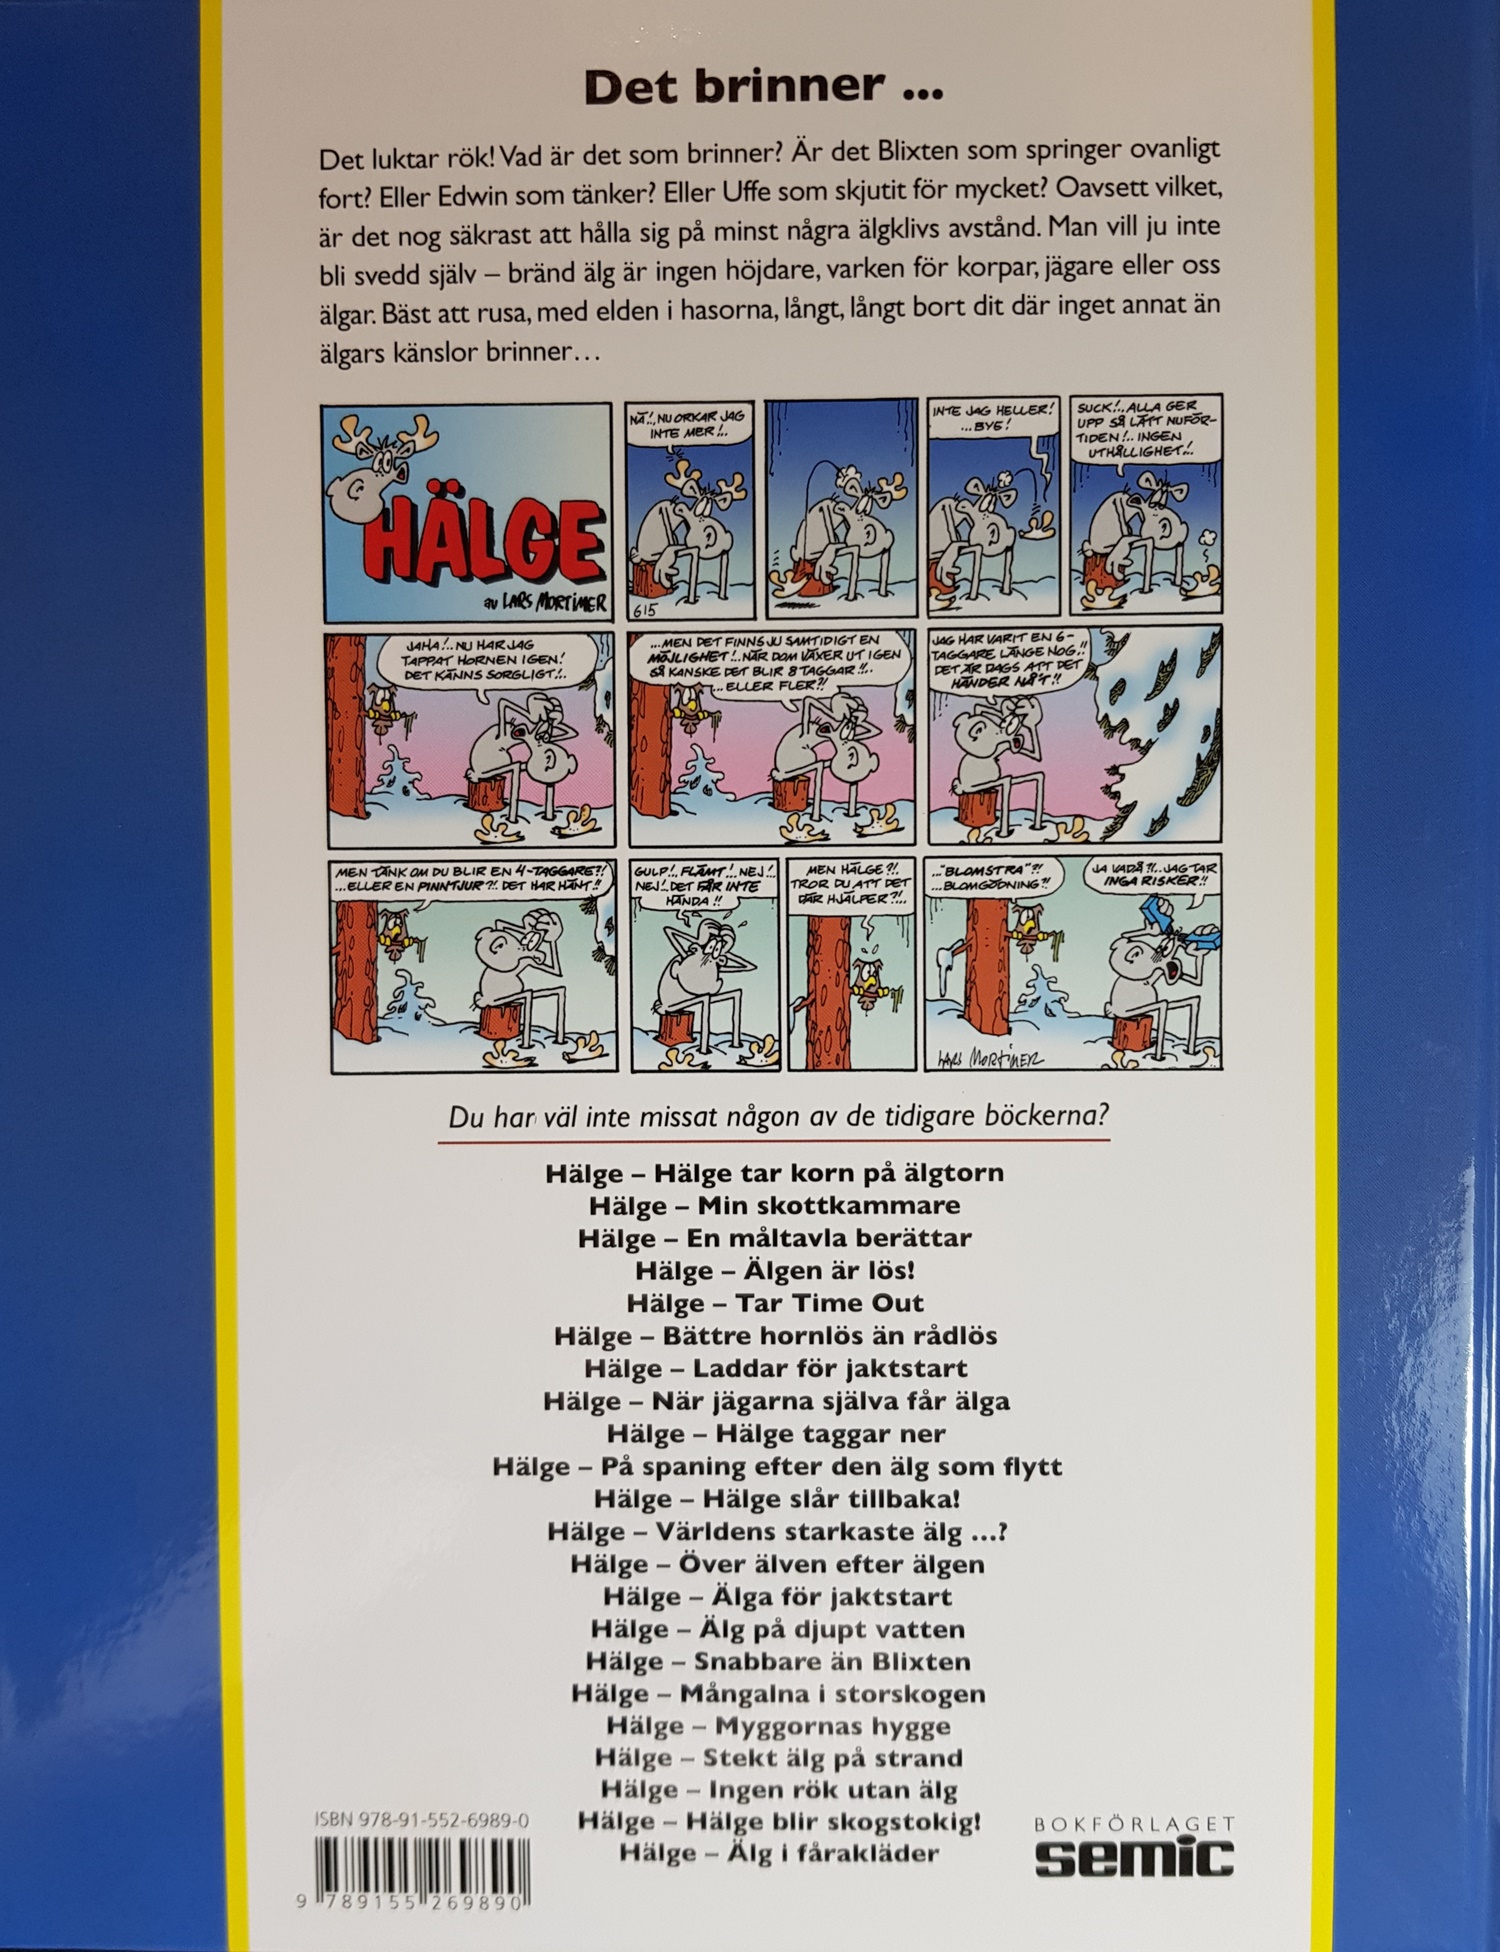 Det brinner ...
Det luktar rök! Vad är det som brinner? Är det Blixten som springer ovanligt
fort? Eller Edwin som tänker? Eller Uffe som skjutit för mycket? Oavsett vilket,
är det nog säkrast att hålla sig på minst några älgklivs avstånd. Man vill ju inte
bli svedd själv – bränd älg är ingen höjdare, varken för korpar, jägare eller oss
älgar. Bäst att rusa, med elden i hasorna, långt, långt bort dit där inget annat än
älgars känslor brinner…
HÄLGE
av LARS MORTIMER
NÄ!.. NU ORKAR JAG
INTE MER!..
615
INTE JAG HELLER!
...BYE!
SUCK!.. ALLA GER
UPP SÅ LÄTT NUFÖR-
TIDEN!.. INGEN
UTHÅLLIGHET!..
JAHA!.. NU HAR JAG
TAPPAT HORNEN IGEN!
DET KÄNNS SORGLIGT!..
...MEN DET FINNS JU SAMTIDIGT EN
MÖJLIGHET!.. NÄR DOM VÄXER UT IGEN
SÅ KANSKE DET BLIR 8 TAGGAR!!..
...ELLER FLER?!
JAG HAR VARIT EN 6-
TAGGARE LÄNGE NOG!!
DET ÄR DAGS ATT DET
HÄNDER NÅ'T!!
MEN TÄNK OM DU BLIR EN 4-TAGGARE?!
...ELLER EN PINNTJUR?! DET HAR HÄNT!!
GULP!.. FLÄMT!.. NEJ!..
NEJ!.. DET FÅR INTE
HÄNDA!!
MEN HÄLGE?!..
TROR DU ATT DET
DÄR HJÄLPER?!..
..."BLOMSTRA"?!
...BLOMGÖDNING?!
JA VADÅ?!.. JAG TAR
INGA RISKER!!
LARS MORTIMER
Du har väl inte missat någon av de tidigare böckerna?
Hälge – Hälge tar korn på älgtorn
Hälge – Min skottkammare
Hälge – En måltavla berättar
Hälge – Älgen är lös!
Hälge – Tar Time Out
Hälge – Bättre hornlös än rådlös
Hälge – Laddar för jaktstart
Hälge – När jägarna själva får älga
Hälge – Hälge taggar ner
Hälge – På spaning efter den älg som flytt
Hälge – Hälge slår tillbaka!
Hälge – Världens starkaste älg ...?
Hälge – Över älven efter älgen
Hälge – Älga för jaktstart
Hälge – Älg på djupt vatten
Hälge – Snabbare än Blixten
Hälge – Mångalna i storskogen
Hälge – Myggornas hygge
Hälge – Stekt älg på strand
Hälge – Ingen rök utan älg
Hälge – Hälge blir skogstokig!
Hälge – Älg i fårakläder
ISBN 978-91-552-6989-0
9 789155 269890
BOKFÖRLAGET
semic